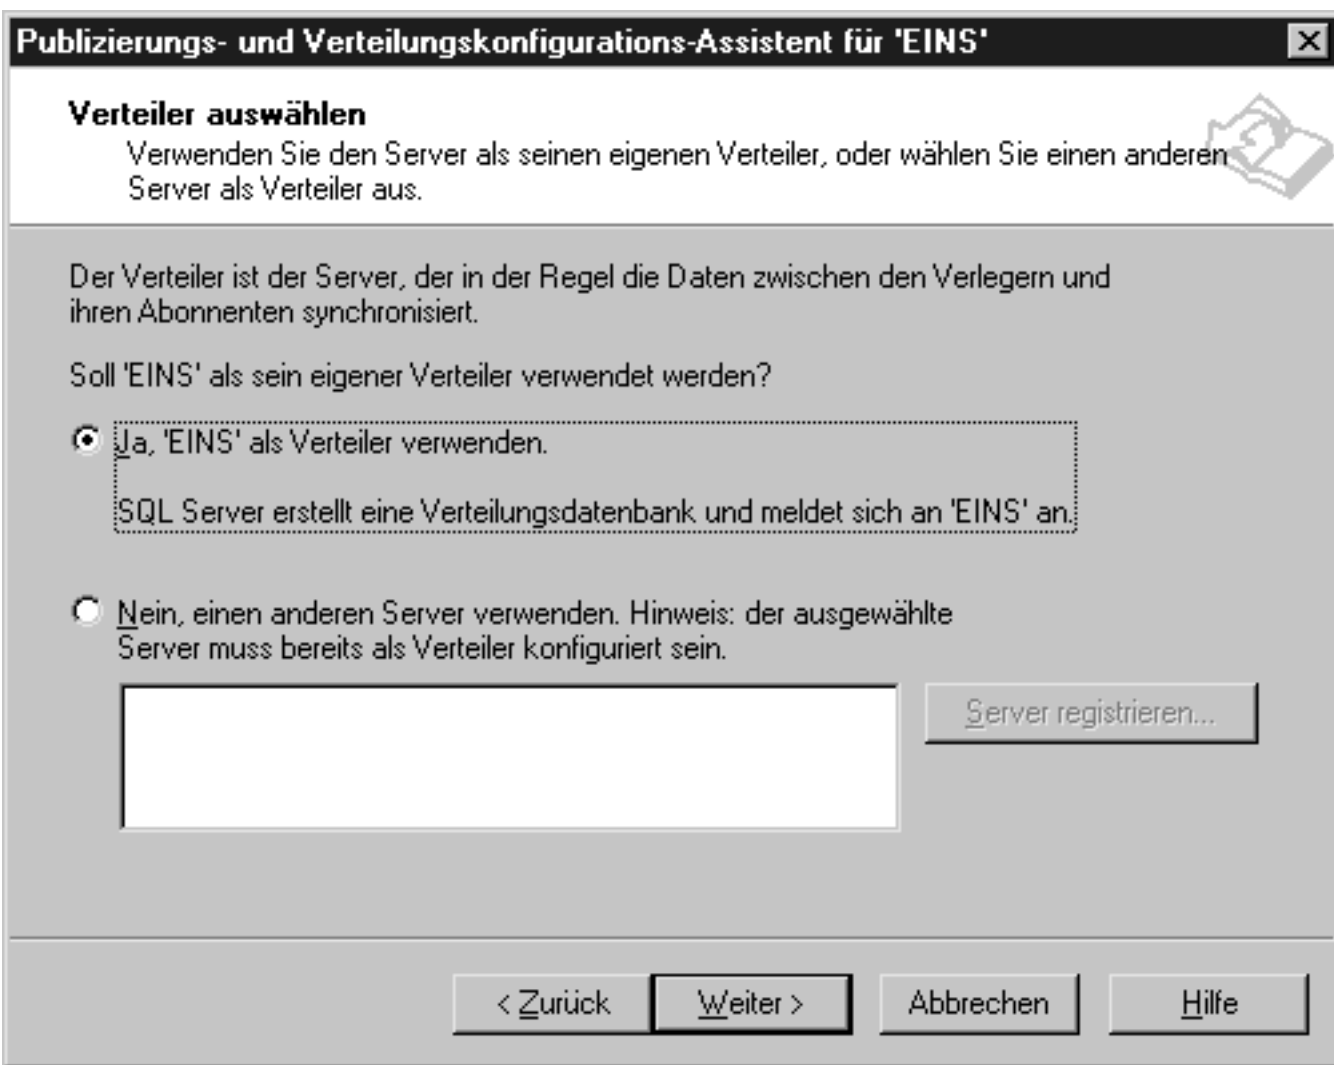 Publizierungs- und Verteilungskonfigurations-Assistent für 'EINS'
Verteiler auswählen
Verwenden Sie den Server als seinen eigenen Verteiler, oder wählen Sie einen anderen
Server als Verteiler aus.
Der Verteiler ist der Server, der in der Regel die Daten zwischen den Verlegern und
ihren Abonnenten synchronisiert.
Soll 'EINS' als sein eigener Verteiler verwendet werden?
Ja, 'EINS' als Verteiler verwenden.
SQL Server erstellt eine Verteilungsdatenbank und meldet sich an 'EINS' an.
Nein, einen anderen Server verwenden. Hinweis: der ausgewählte
Server muss bereits als Verteiler konfiguriert sein.
Server registrieren...
< Zurück
Weiter >
Abbrechen
Hilfe